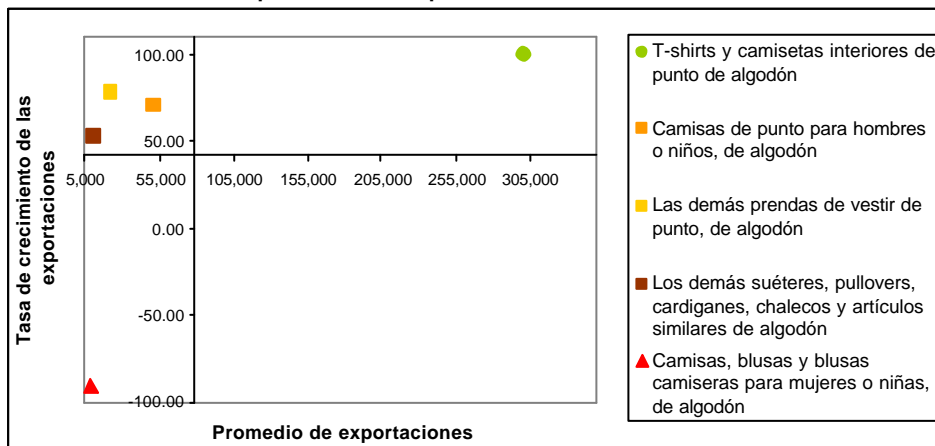 Tasa de crecimiento de las
exportaciones
100.00
50.00
5,000 55,000 105,000 155,000 205,000 255,000 305,000
0.00
-50.00
-100.00
Promedio de exportaciones
T-shirts y camisetas interiores de
punto de algodón
Camisas de punto para hombres
o niños, de algodón
Las demás prendas de vestir de
punto, de algodón
Los demás suéteres, pullovers,
cardiganes, chalecos y artículos
similares de algodón
Camisas, blusas y blusas
camiseras para mujeres o niñas,
de algodón